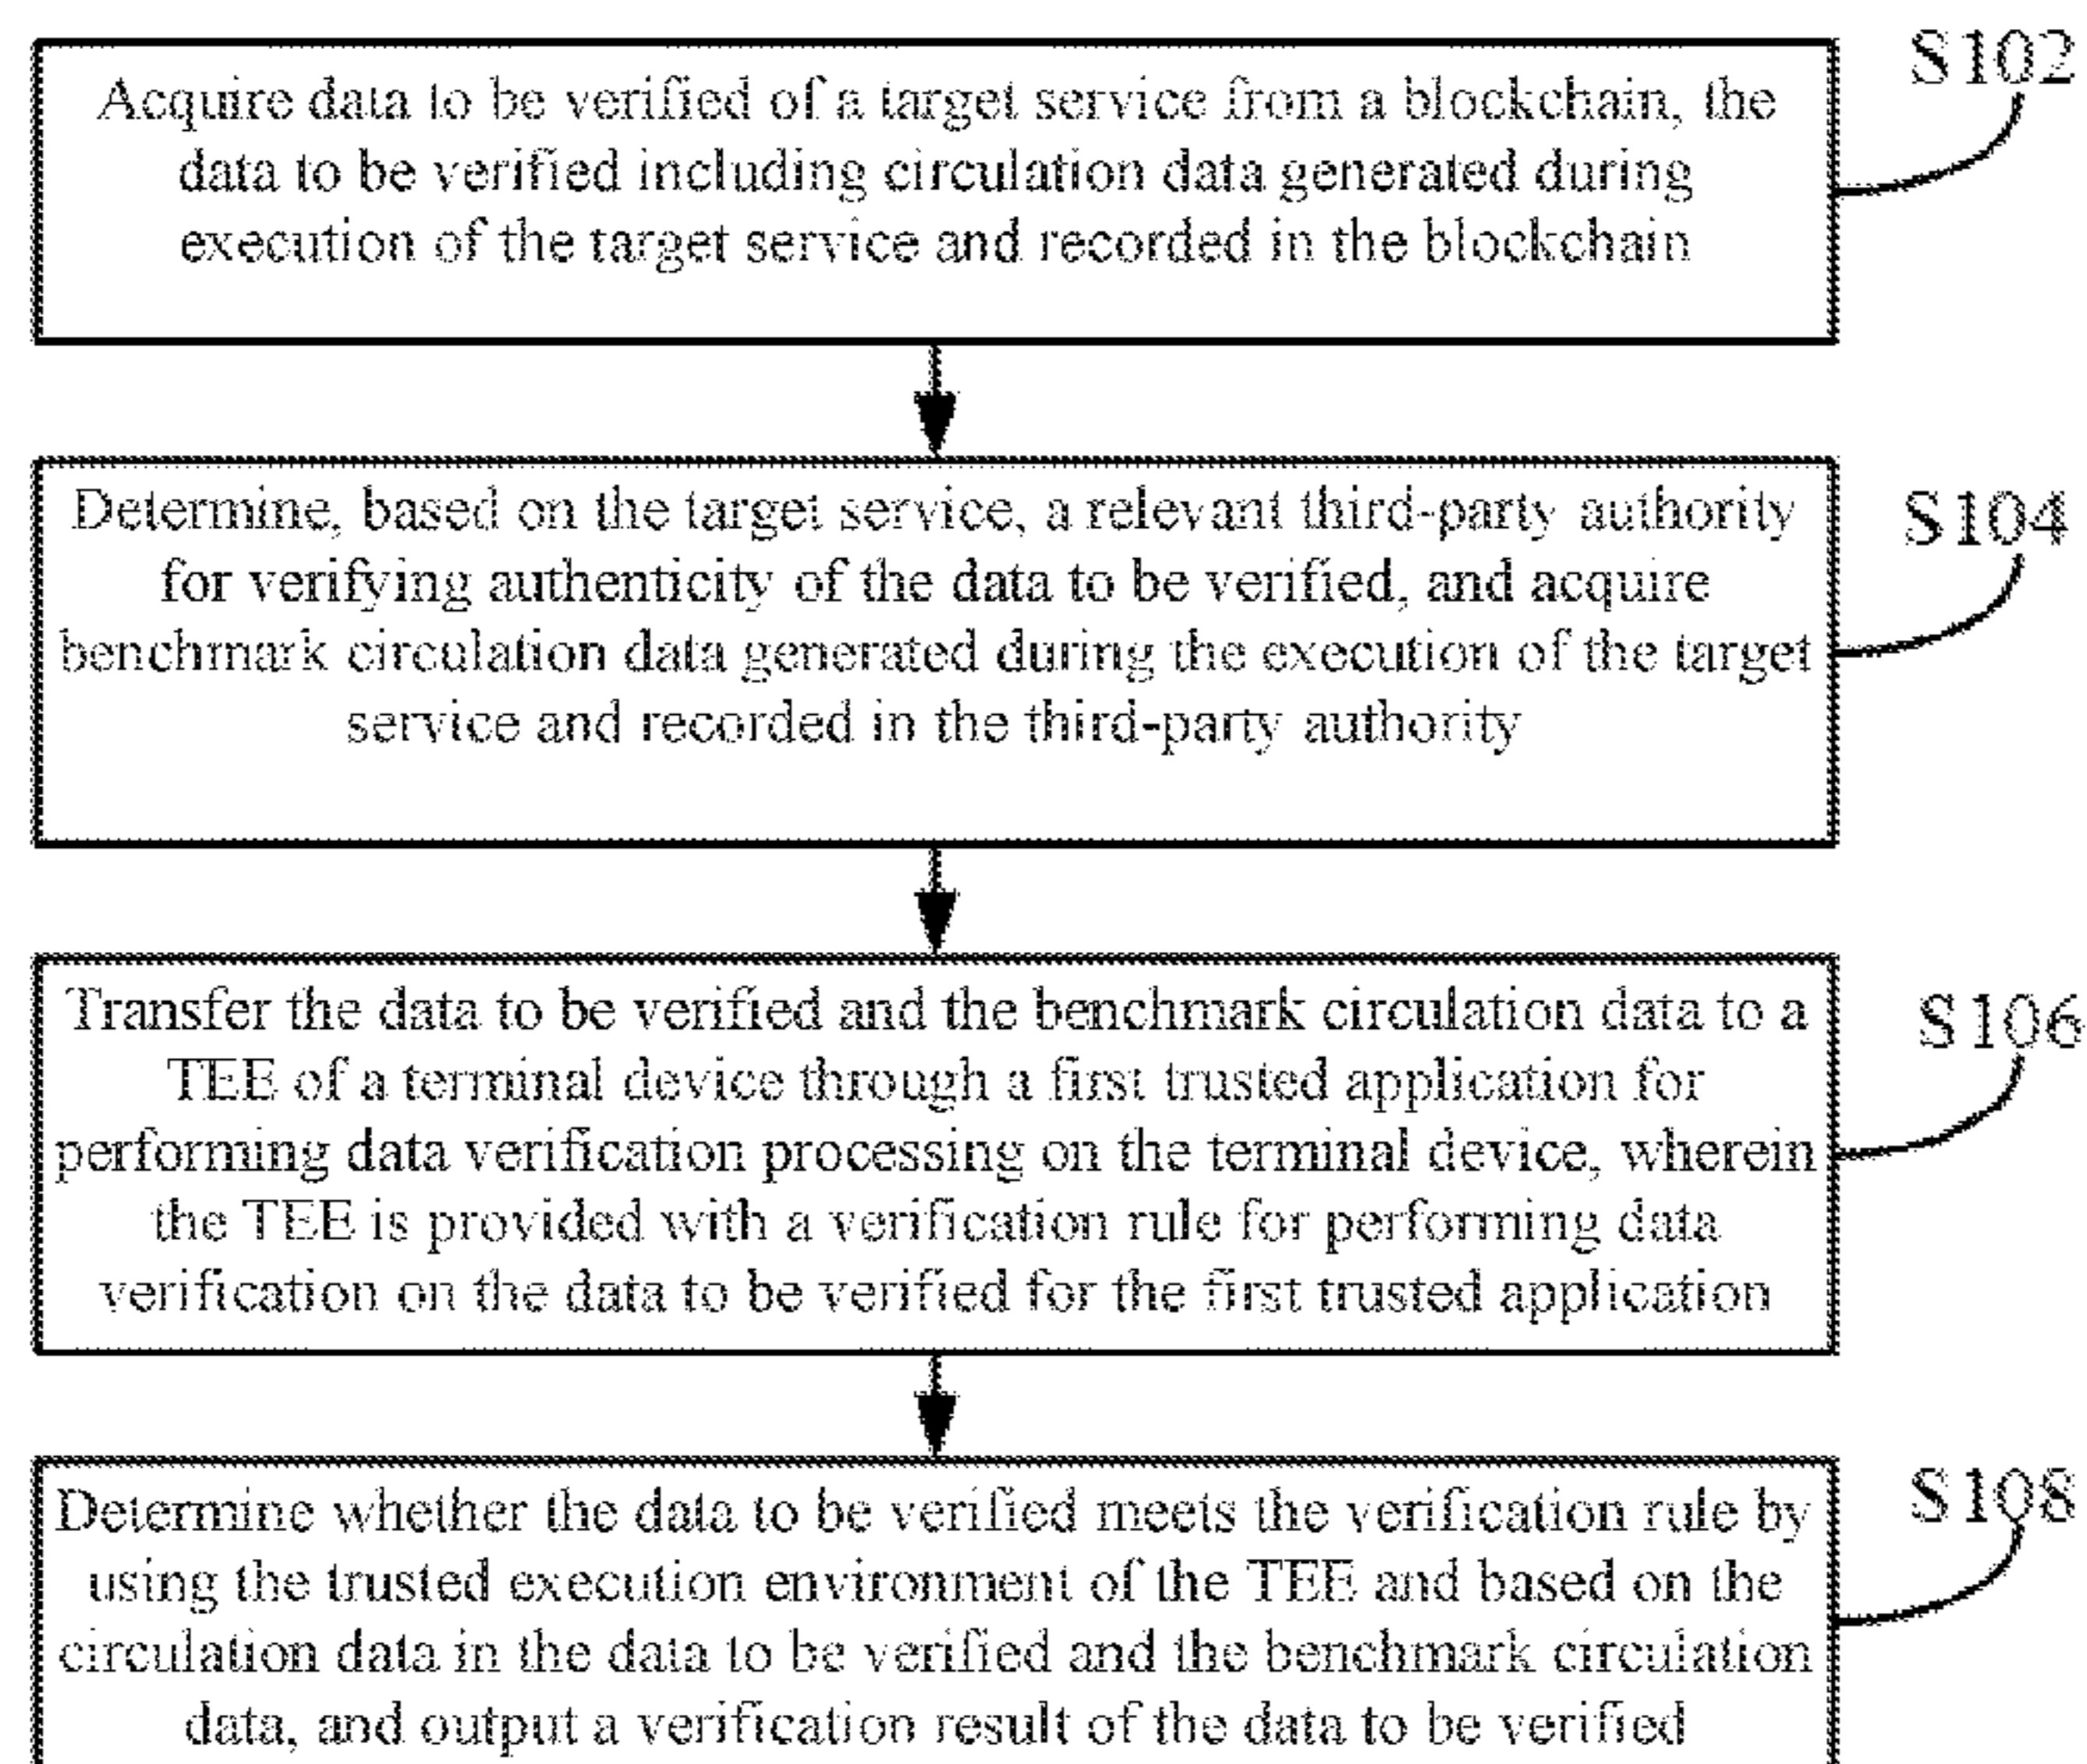 Acquire data to be verified of a target service from a blockchain, the
data to be verified including circulation data generated during
execution of the target service and recorded in the blockchain
S102
Determine, based on the target service, a relevant third-party authority
for verifying authenticity of the data to be verified, and acquire
benchmark circulation data generated during the execution of the target
service and recorded in the third-party authority
S104
Transfer the data to be verified and the benchmark circulation data to a
TEE of a terminal device through a first trusted application for
performing data verification processing on the terminal device, wherein
the TEE is provided with a verification rule for performing data
verification on the data to be verified for the first trusted application
S106
Determine whether the data to be verified meets the verification rule by
using the trusted execution environment of the TEE and based on the
circulation data in the data to be verified and the benchmark circulation
data, and output a verification result of the data to be verified
S108